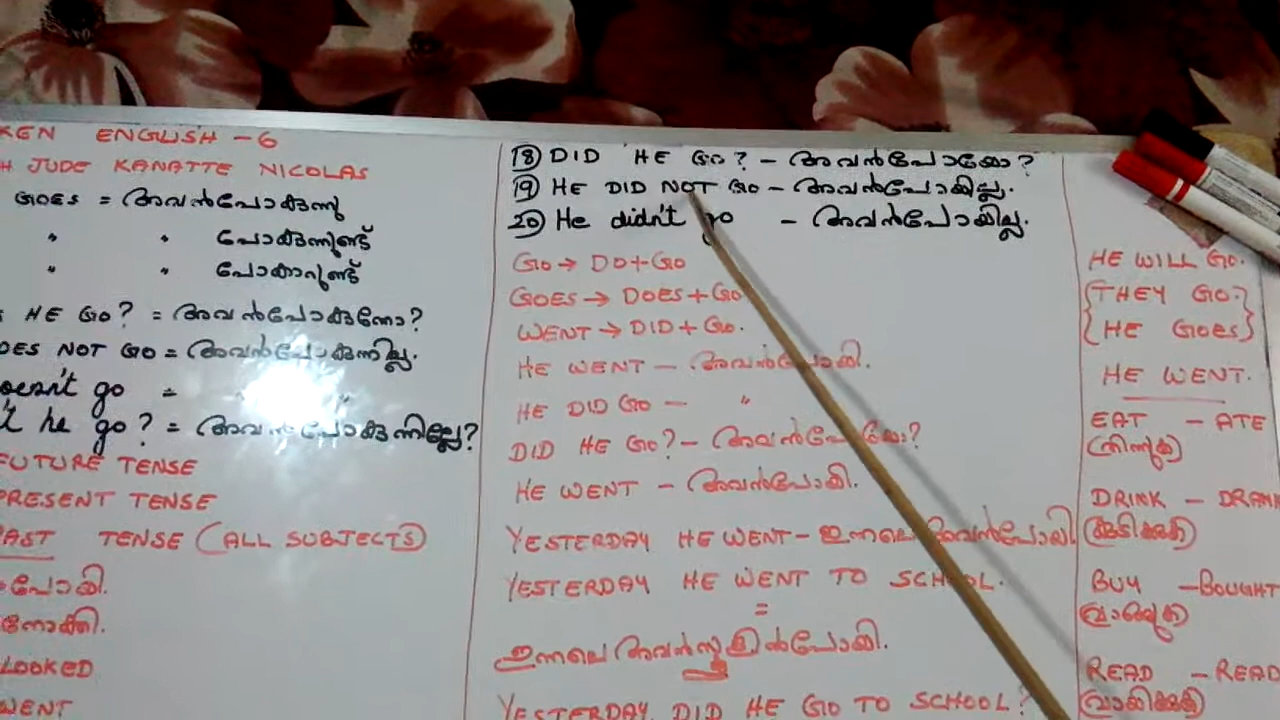 KEN ENGLISH - 6
H JUDE KANATTE NICOLAS
GOES = അവൻപോകുന്നു
" " പോകുന്നുണ്ട്
" " പോകാറുണ്ട്
HE GO? = അവൻപോകുന്നോ?
OES NOT GO = അവൻപോകുന്നില്ല.
oesn't go = " "
't he go? = അവൻപോകുന്നില്ലേ?
FUTURE TENSE
PRESENT TENSE
PAST TENSE (ALL SUBJECTS)
പോയി.
നോക്കി.
LOOKED
WENT
18) DID HE GO? - അവൻപോയോ?
19) HE DID NOT GO - അവൻപോയില്ല.
20) He didn't go - അവൻപോയില്ല.
GO → DO+GO
GOES → DOES+GO
WENT → DID+GO.
HE WENT - അവൻപോയി.
HE DID GO - "
DID HE GO? - അവൻപോയോ?
HE WENT - അവൻപോയി.
YESTERDAY HE WENT - ഇന്നലെ അവൻപോയി
YESTERDAY HE WENT TO SCHOOL.
=
ഇന്നലെ അവൻസ്കൂളിൽപോയി.
YESTERDAY DID HE GO TO SCHOOL?
HE WILL GO.
{THEY GO.}
{HE GOES}
HE WENT.
EAT - ATE
(തിന്നുക)
DRINK - DRANK
(കുടിക്കുക)
BUY - BOUGHT
(വാങ്ങുക)
READ - READ
(വായിക്കുക)